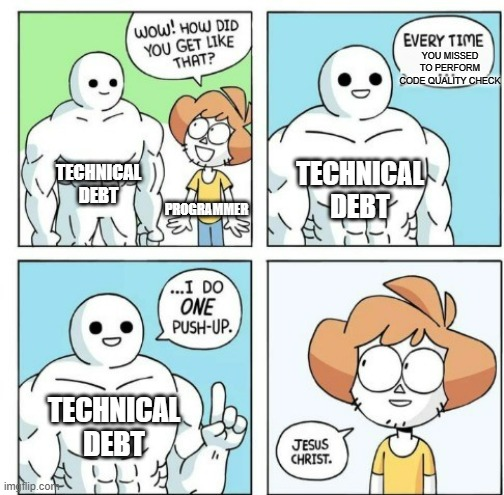 WOW! HOW DID
YOU GET LIKE
THAT?
TECHNICAL
DEBT
PROGRAMMER
EVERY TIME
YOU MISSED
TO PERFORM
CODE QUALITY CHECK
TECHNICAL
DEBT
...I DO
ONE
PUSH-UP.
TECHNICAL
DEBT
JESUS
CHRIST.
imgflip.com